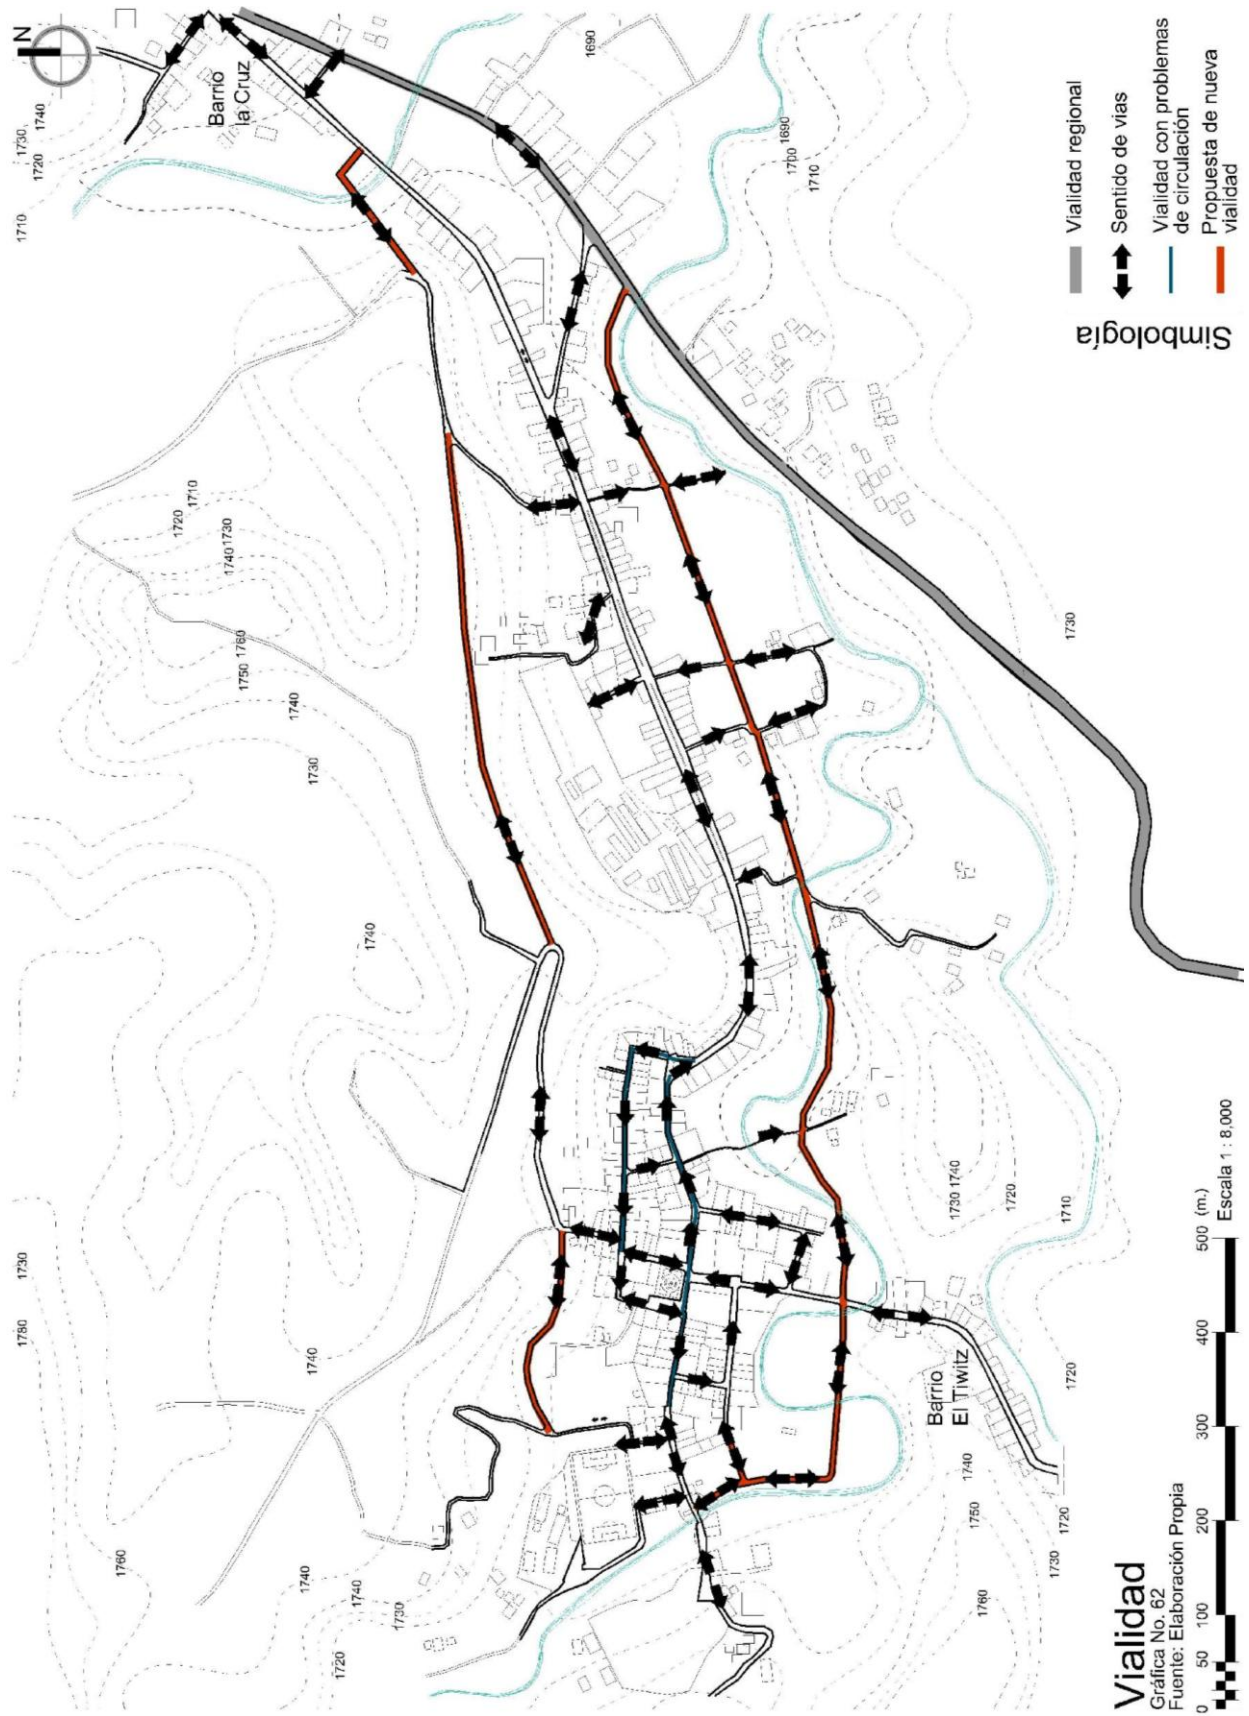 N
1780
1730
1710
1730
1720
1740
1760
1740
1740
1730
1720
1740
1740
1730
1740
1750
1760
1740
1730
1720
1710
Barrio
la Cruz
1690
1690
1700
1710
1730
Barrio
El Tiwitz
1740
1750
1760
1730
1720
1720
1730
1740
1720
1710
Vialidad
Gráfica No. 62
Fuente: Elaboración Propia
0 50 100 200 300 400 500 (m.)
Escala 1 : 8,000
Simbología
Vialidad regional
Sentido de vias
Vialidad con problemas
de circulación
Propuesta de nueva
vialidad